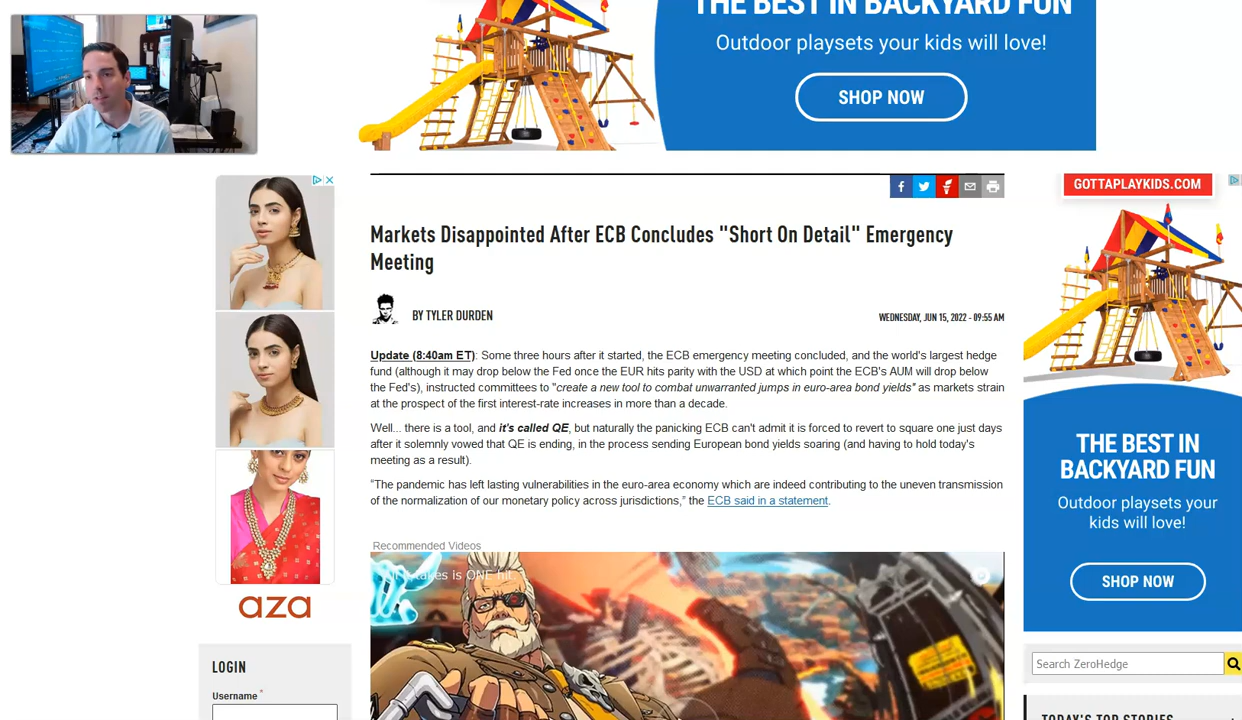 THE BEST IN BACKYARD FUN
Outdoor playsets your kids will love!
SHOP NOW
GOTTAPLAYKIDS.COM
Markets Disappointed After ECB Concludes "Short On Detail" Emergency
Meeting
BY TYLER DURDEN
WEDNESDAY, JUN 15, 2022 - 09:55 AM
Update (8:40am ET): Some three hours after it started, the ECB emergency meeting concluded, and the world's largest hedge
fund (although it may drop below the Fed once the EUR hits parity with the USD at which point the ECB's AUM will drop below
the Fed's), instructed committees to "create a new tool to combat unwarranted jumps in euro-area bond yields" as markets strain
at the prospect of the first interest-rate increases in more than a decade.
Well... there is a tool, and it's called QE, but naturally the panicking ECB can't admit it is forced to revert to square one just days
after it solemnly vowed that QE is ending, in the process sending European bond yields soaring (and having to hold today's
meeting as a result).
“The pandemic has left lasting vulnerabilities in the euro-area economy which are indeed contributing to the uneven transmission
of the normalization of our monetary policy across jurisdictions,” the ECB said in a statement.
Recommended Videos
takes is ONE hit.
aza
LOGIN
Username *
THE BEST IN
BACKYARD FUN
Outdoor playsets your
kids will love!
SHOP NOW
Search ZeroHedge
TODAY'S TOP STORIES